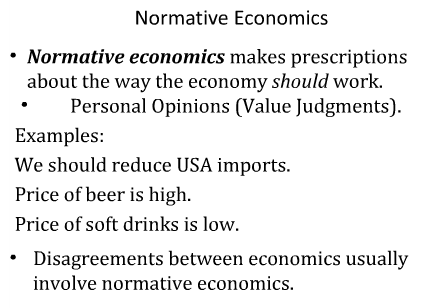 Normative Economics
• Normative economics makes prescriptions
about the way the economy should work.
• Personal Opinions (Value Judgments).
Examples:
We should reduce USA imports.
Price of beer is high.
Price of soft drinks is low.
• Disagreements between economics usually
involve normative economics.